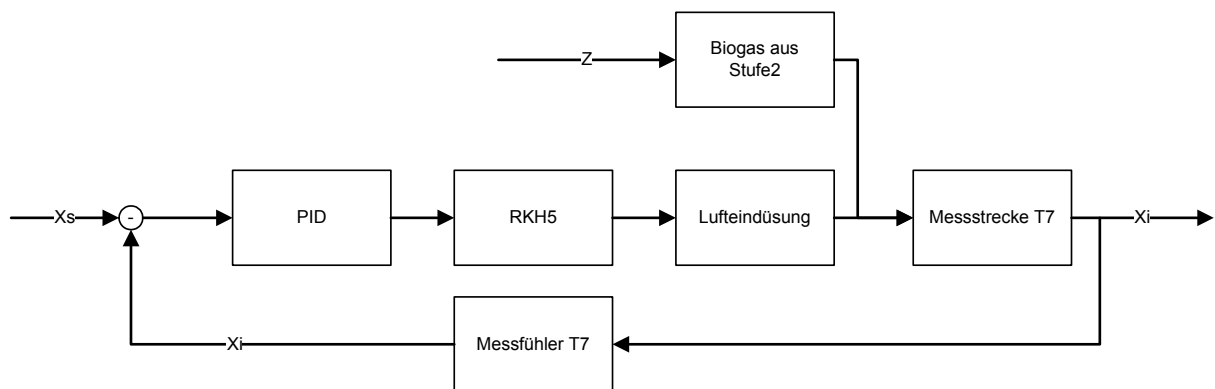 Z
Biogas aus
Stufe2
Xs
-
PID
RKH5
Lufteindüsung
Messstrecke T7
Xi
Xi
Messfühler T7